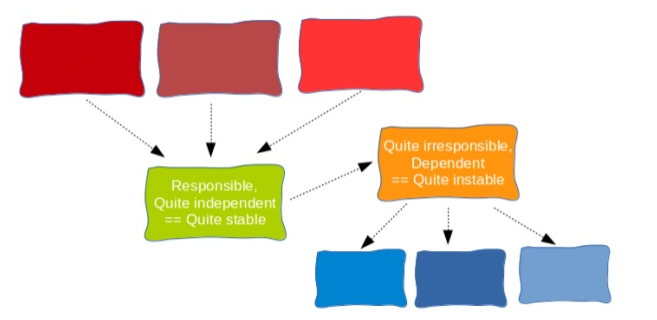 Responsible,
Quite independent
== Quite stable
Quite irresponsible,
Dependent
== Quite instable